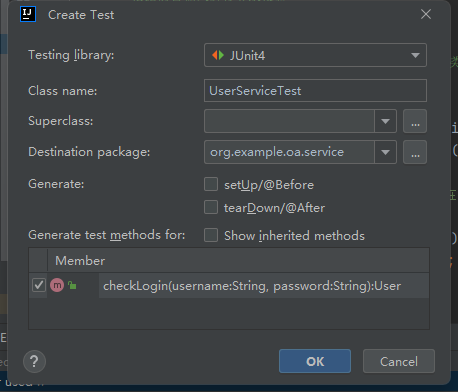 Create Test
Testing library:
JUnit4
Class name:
UserServiceTest
Superclass:
...
Destination package:
org.example.oa.service
...
Generate:
setUp/@Before
tearDown/@After
Generate test methods for:
Show inherited methods
Member
m
checkLogin(username:String, password:String):User
?
OK
Cancel